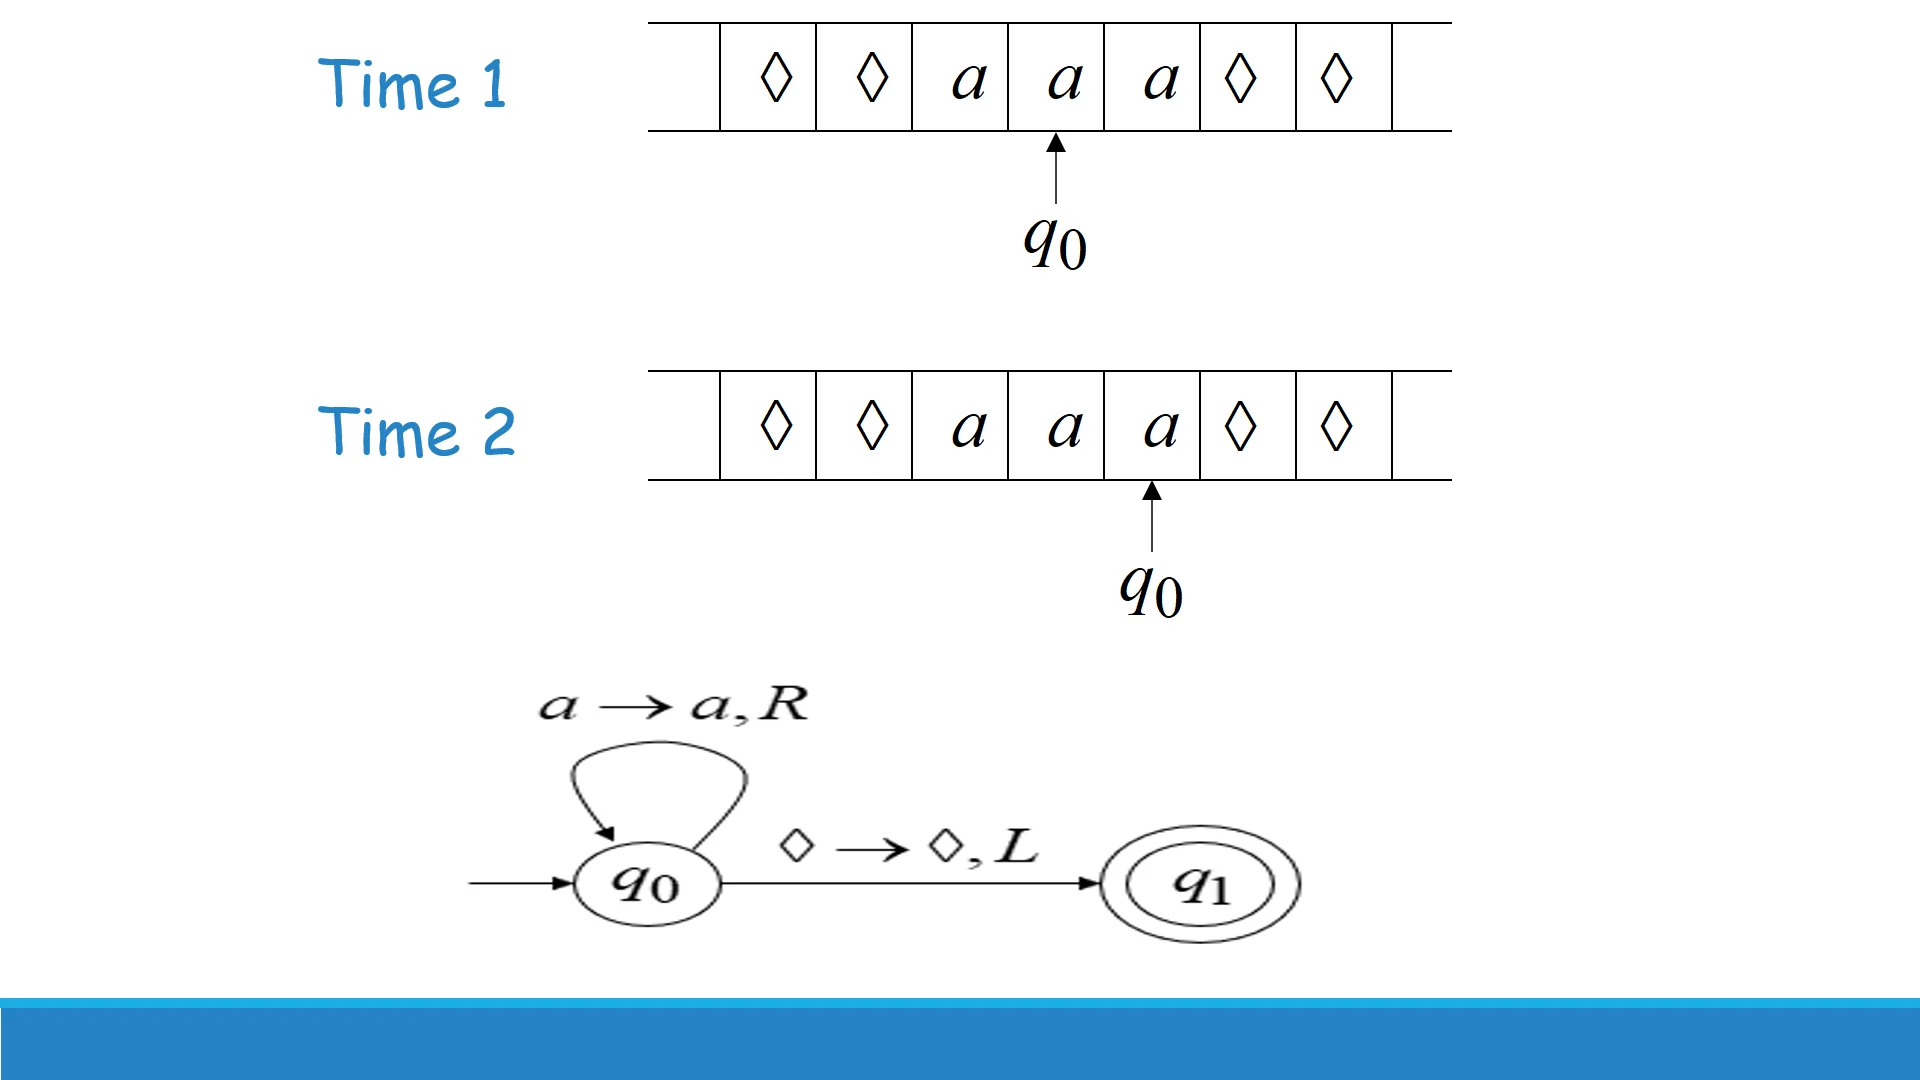 Time 1 ◊ ◊ a a a ◊ ◊
q0
Time 2 ◊ ◊ a a a ◊ ◊
q0
a → a, R
◊ → ◊, L
q0 q1